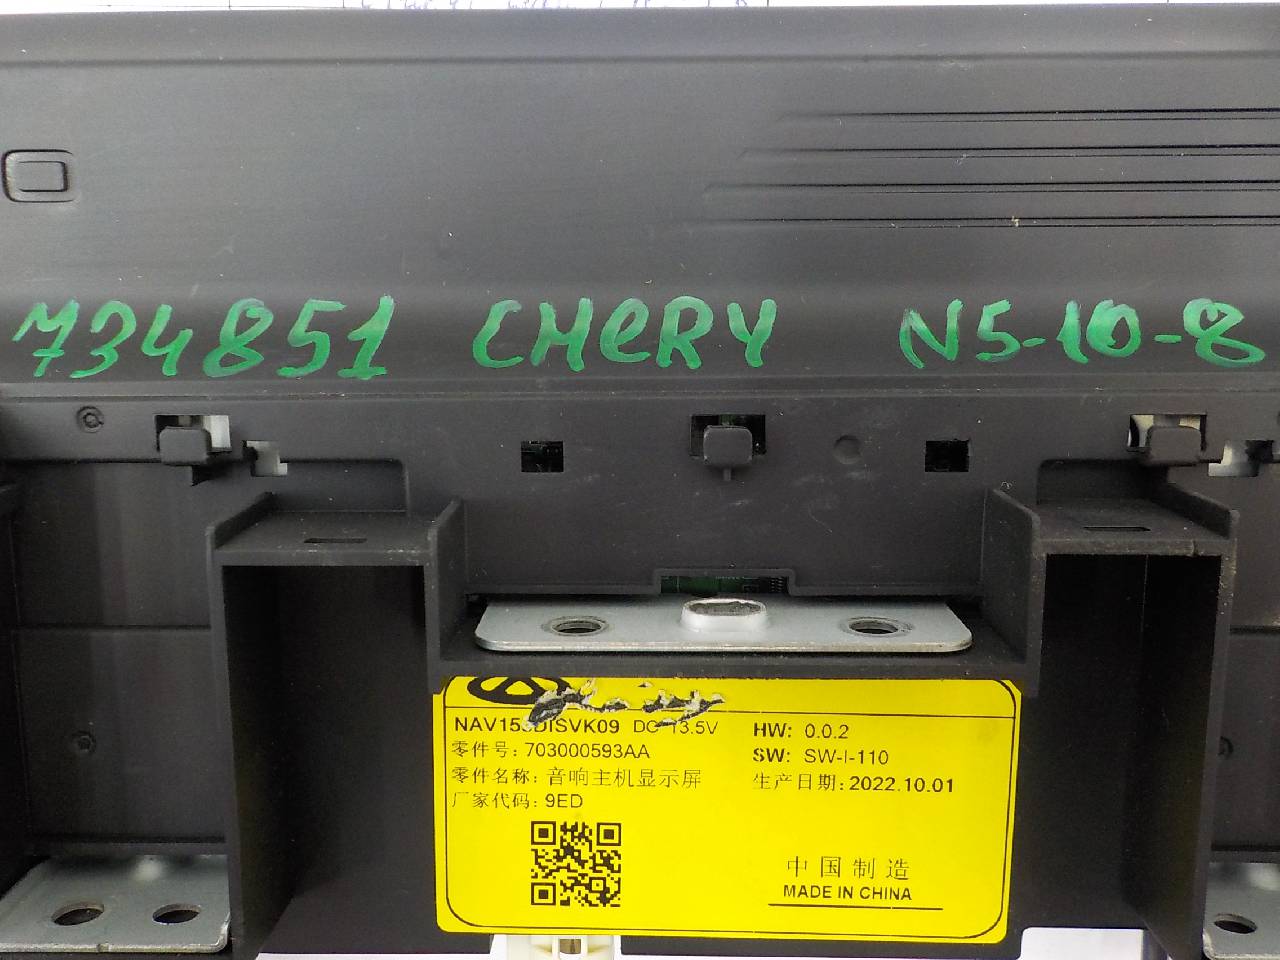 734851 CHERY N5-10-8
DC 13.5V
HW: 0.0.2
零件号: 703000593AA
SW: SW-I-110
零件名称: 音响主机显示屏
生产日期: 2022.10.01
厂家代码: 9ED
中国制造
MADE IN CHINA